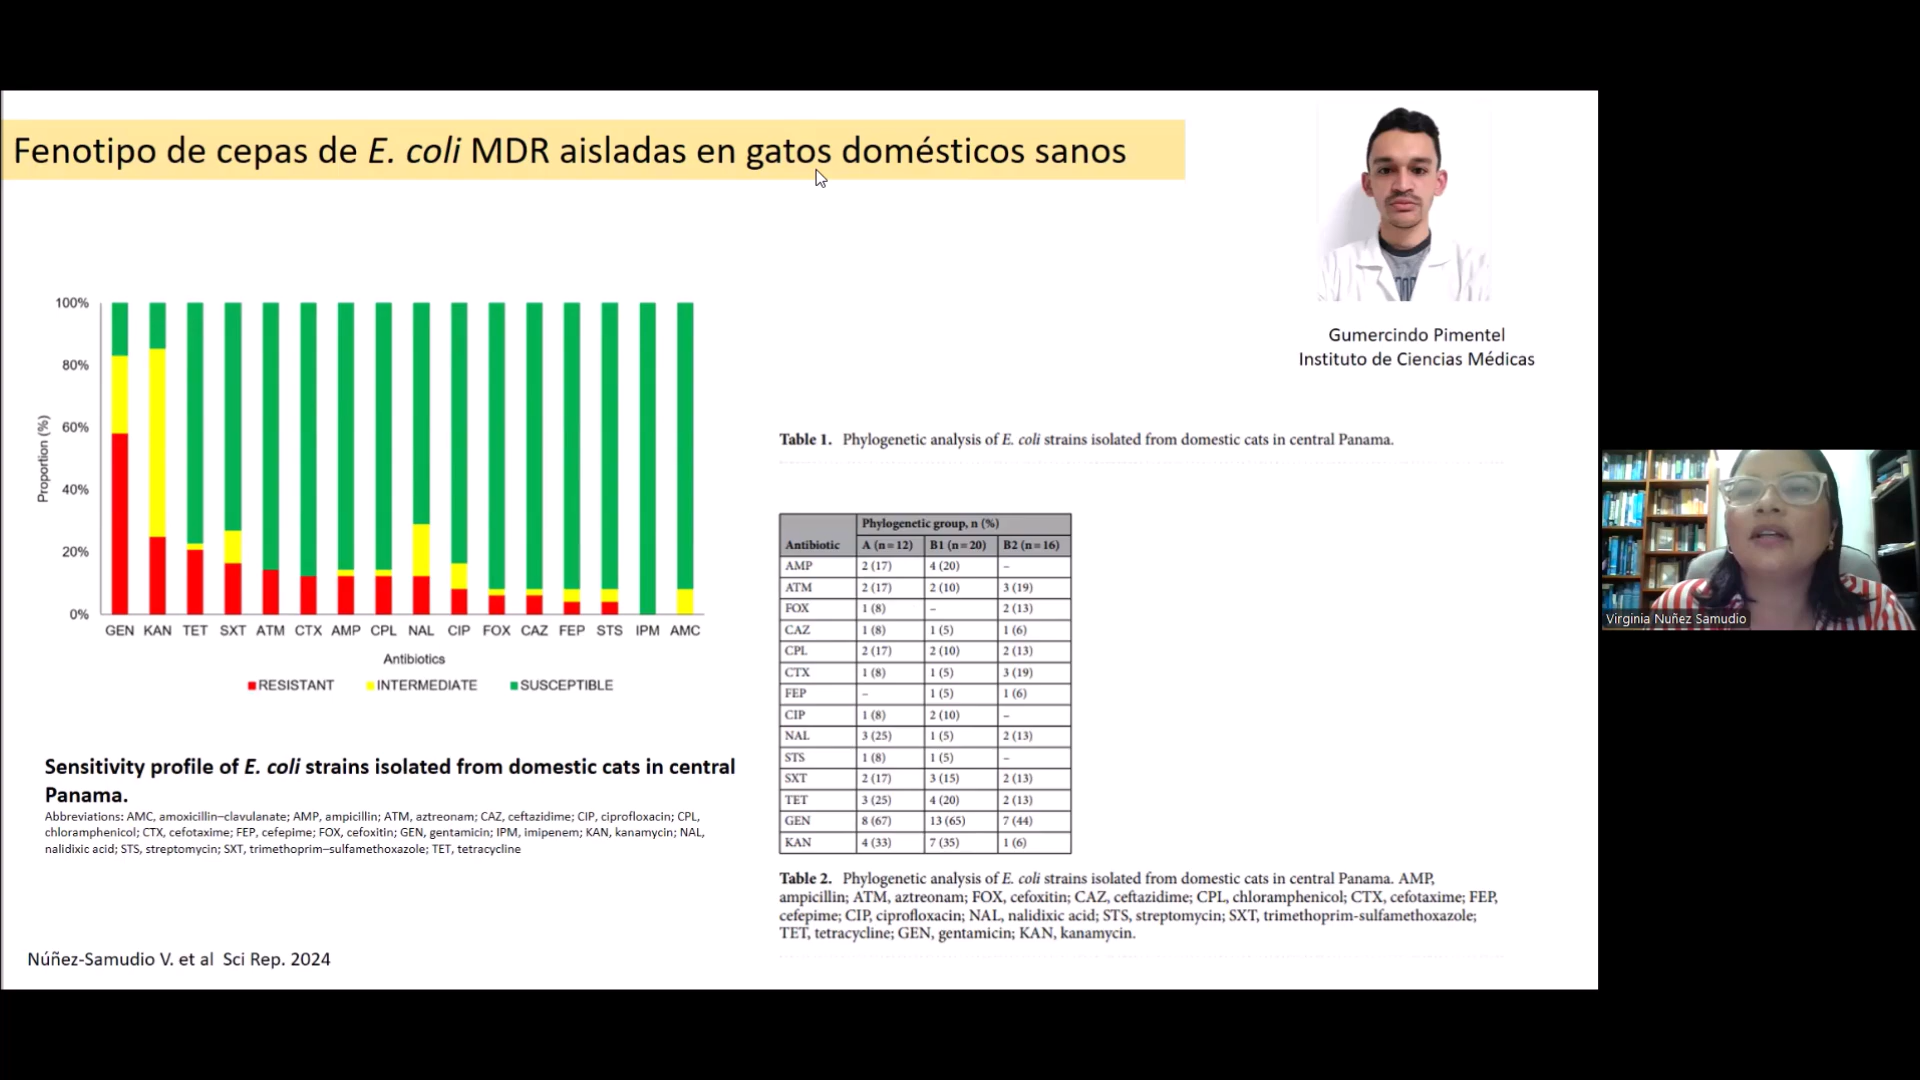 Fenotipo de cepas de E. coli MDR aisladas en gatos domésticos sanos
Gumercindo Pimentel
Instituto de Ciencias Médicas
100%
80%
60%
40%
20%
0%
Proportion (%)
GEN KAN TET SXT ATM CTX AMP CPL NAL CIP FOX CAZ FEP STS IPM AMC
Antibiotics
RESISTANT INTERMEDIATE SUSCEPTIBLE
Sensitivity profile of E. coli strains isolated from domestic cats in central
Panama.
Abbreviations: AMC, amoxicillin–clavulanate; AMP, ampicillin; ATM, aztreonam; CAZ, ceftazidime; CIP, ciprofloxacin; CPL,
chloramphenicol; CTX, cefotaxime; FEP, cefepime; FOX, cefoxitin; GEN, gentamicin; IPM, imipenem; KAN, kanamycin; NAL,
nalidixic acid; STS, streptomycin; SXT, trimethoprim–sulfamethoxazole; TET, tetracycline
Núñez-Samudio V. et al Sci Rep. 2024
Table 1. Phylogenetic analysis of E. coli strains isolated from domestic cats in central Panama.
Phylogenetic group, n (%)
Antibiotic A (n=12) B1 (n=20) B2 (n=16)
AMP 2 (17) 4 (20) –
ATM 2 (17) 2 (10) 3 (19)
FOX 1 (8) – 2 (13)
CAZ 1 (8) 1 (5) 1 (6)
CPL 2 (17) 2 (10) 2 (13)
CTX 1 (8) 1 (5) 3 (19)
FEP – 1 (5) 1 (6)
CIP 1 (8) 2 (10) –
NAL 3 (25) 1 (5) 2 (13)
STS 1 (8) 1 (5) –
SXT 2 (17) 3 (15) 2 (13)
TET 3 (25) 4 (20) 2 (13)
GEN 8 (67) 13 (65) 7 (44)
KAN 4 (33) 7 (35) 1 (6)
Table 2. Phylogenetic analysis of E. coli strains isolated from domestic cats in central Panama. AMP,
ampicillin; ATM, aztreonam; FOX, cefoxitin; CAZ, ceftazidime; CPL, chloramphenicol; CTX, cefotaxime; FEP,
cefepime; CIP, ciprofloxacin; NAL, nalidixic acid; STS, streptomycin; SXT, trimethoprim-sulfamethoxazole;
TET, tetracycline; GEN, gentamicin; KAN, kanamycin.
Virginia Nuñez Samudio